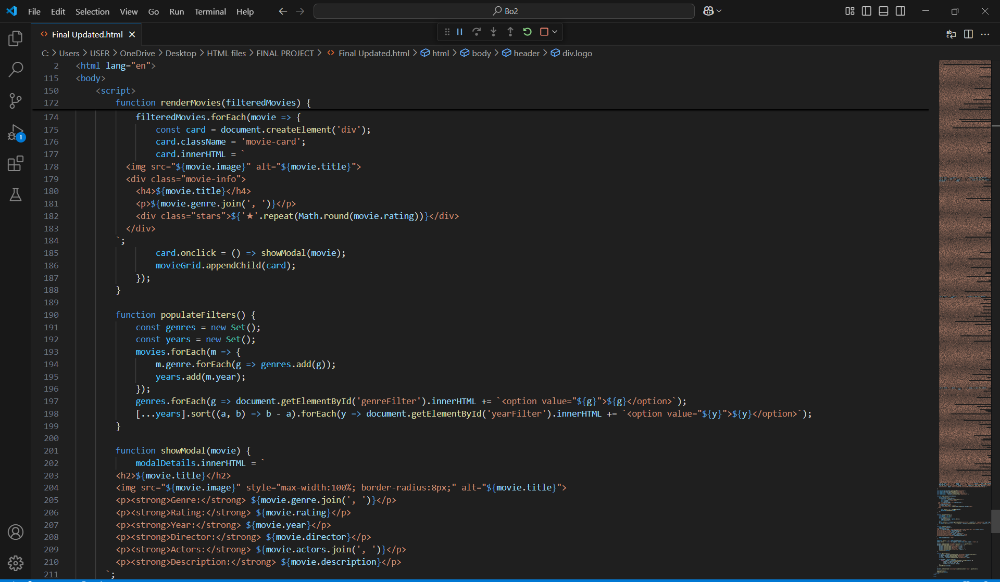 File Edit Selection View Go Run Terminal Help Bo2
Final Updated.html
C: > Users > USER > OneDrive > Desktop > HTML files > FINAL PROJECT > Final Updated.html > html > body > header > div.logo
2 <html lang="en">
115 <body>
150 <script>
172 function renderMovies(filteredMovies) {
174 filteredMovies.forEach(movie => {
175 const card = document.createElement('div');
176 card.className = 'movie-card';
177 card.innerHTML = `
178 <img src="${movie.image}" alt="${movie.title}">
179 <div class="movie-info">
180 <h4>${movie.title}</h4>
181 <p>${movie.genre.join(', ')}</p>
182 <div class="stars">${'★'.repeat(Math.round(movie.rating))}</div>
183 </div>
184 `;
185 card.onclick = () => showModal(movie);
186 movieGrid.appendChild(card);
187 });
188 }
189
190 function populateFilters() {
191 const genres = new Set();
192 const years = new Set();
193 movies.forEach(m => {
194 m.genre.forEach(g => genres.add(g));
195 years.add(m.year);
196 });
197 genres.forEach(g => document.getElementById('genreFilter').innerHTML += `<option value="${g}">${g}</option>`);
198 [...years].sort((a, b) => b - a).forEach(y => document.getElementById('yearFilter').innerHTML += `<option value="${y}">${y}</option>`);
199 }
200
201 function showModal(movie) {
202 modalDetails.innerHTML = `
203 <h2>${movie.title}</h2>
204 <img src="${movie.image}" style="max-width:100%; border-radius:8px;" alt="${movie.title}">
205 <p><strong>Genre:</strong> ${movie.genre.join(', ')}</p>
206 <p><strong>Rating:</strong> ${movie.rating}</p>
207 <p><strong>Year:</strong> ${movie.year}</p>
208 <p><strong>Director:</strong> ${movie.director}</p>
209 <p><strong>Actors:</strong> ${movie.actors.join(', ')}</p>
210 <p><strong>Description:</strong> ${movie.description}</p>
211 `;
1